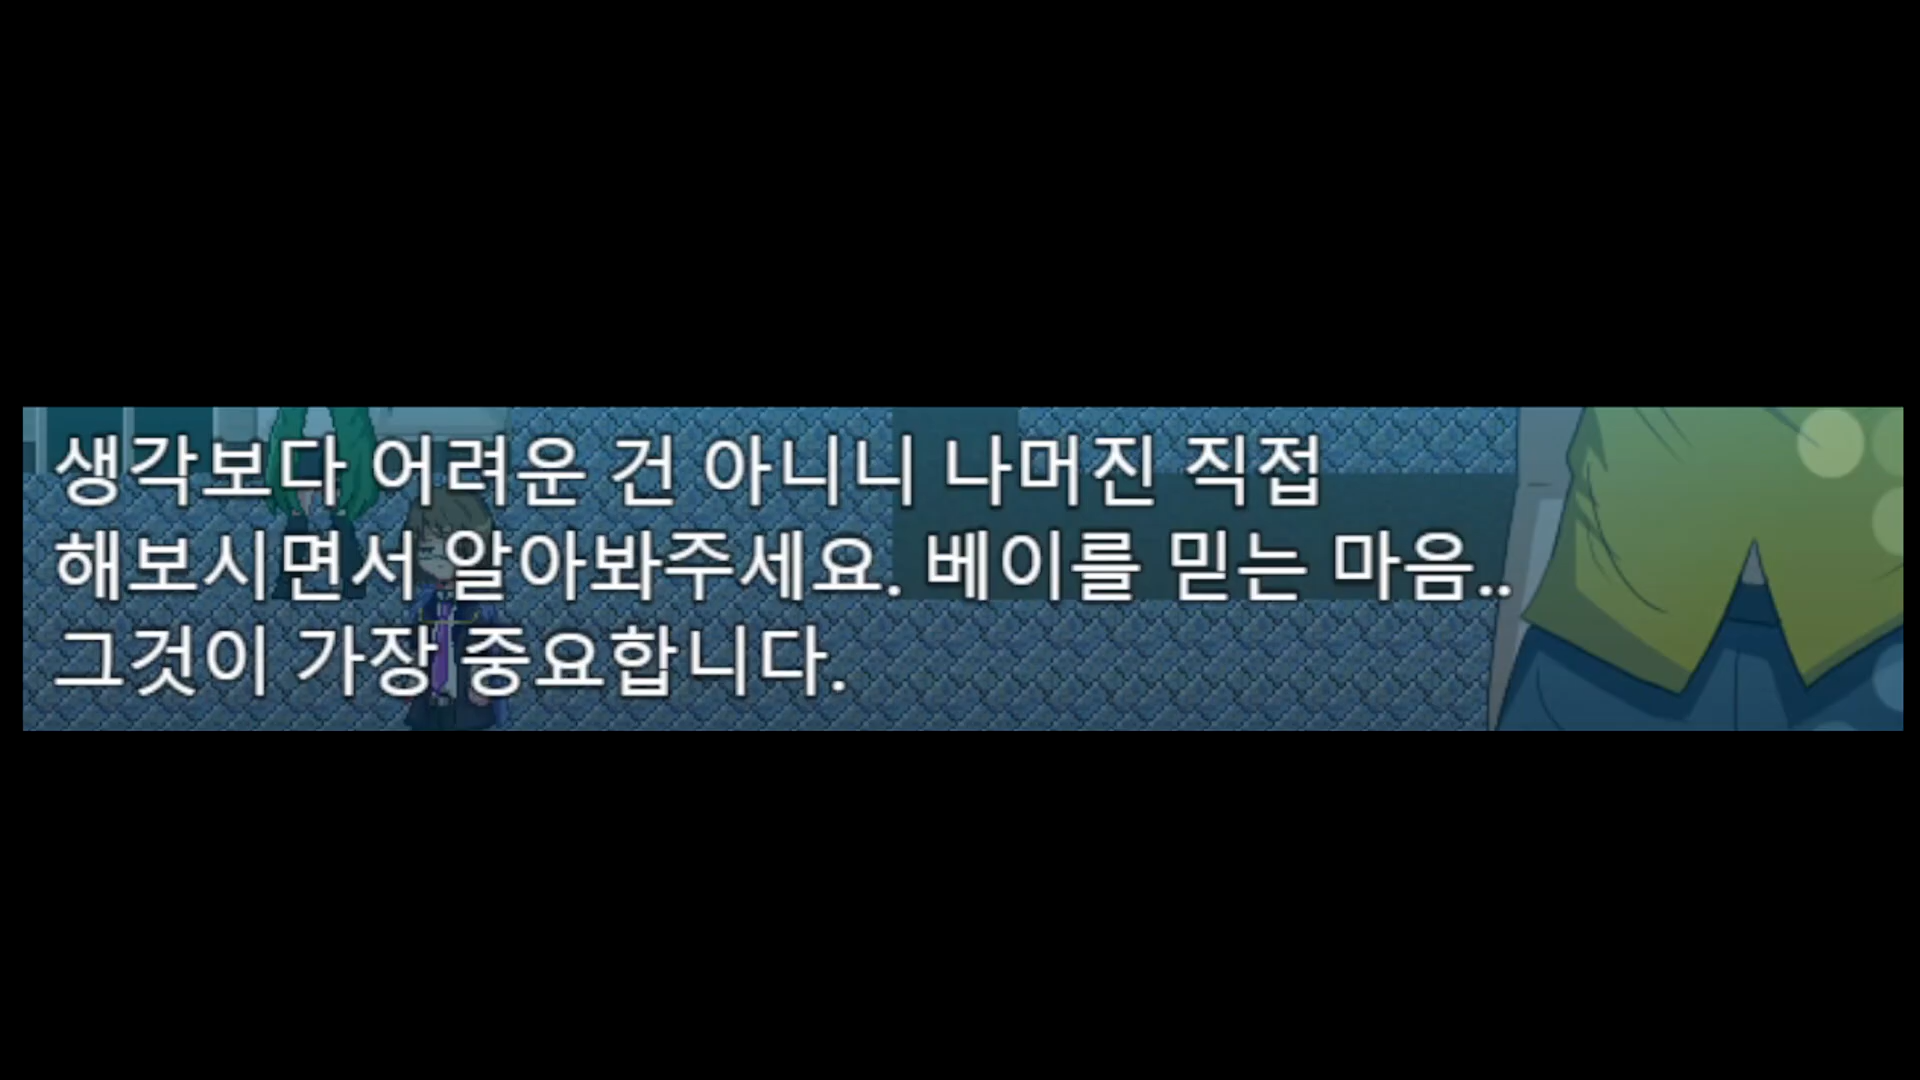 생각보다 어려운 건 아니니 나머진 직접
해보시면서 알아봐주세요. 베이를 믿는 마음..
그것이 가장 중요합니다.